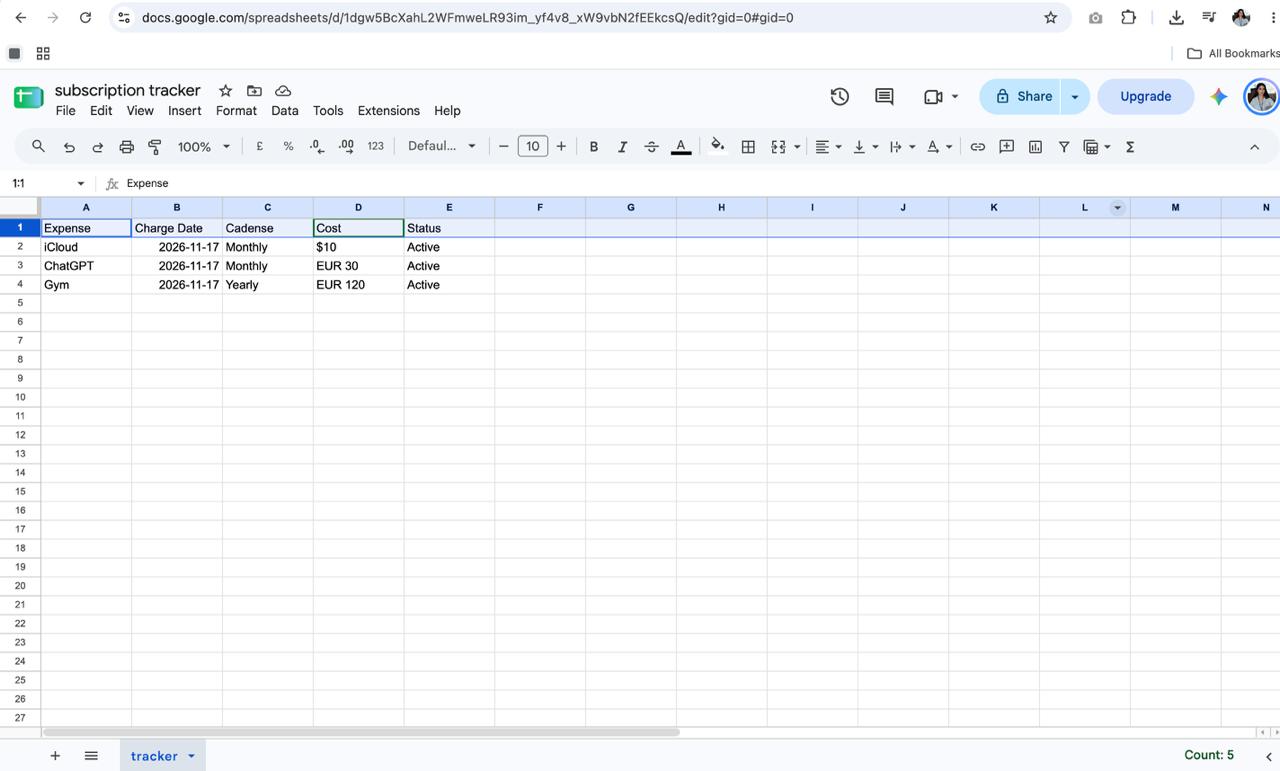 docs.google.com/spreadsheets/d/1dgw5BcXahL2WFmweLR93im_yf4v8_xW9vbN2fEEkcsQ/edit?gid=0#gid=0
All Bookmarks
subscription tracker
File Edit View Insert Format Data Tools Extensions Help
Share
Upgrade
100% £ % .0 .00 123 Defaul... 10 B I S A Σ
1:1 fx Expense
A B C D E F G H I J K L M N
1 Expense Charge Date Cadense Cost Status
2 iCloud 2026-11-17 Monthly $10 Active
3 ChatGPT 2026-11-17 Monthly EUR 30 Active
4 Gym 2026-11-17 Yearly EUR 120 Active
5
6
7
8
9
10
11
12
13
14
15
16
17
18
19
20
21
22
23
24
25
26
27
tracker Count: 5